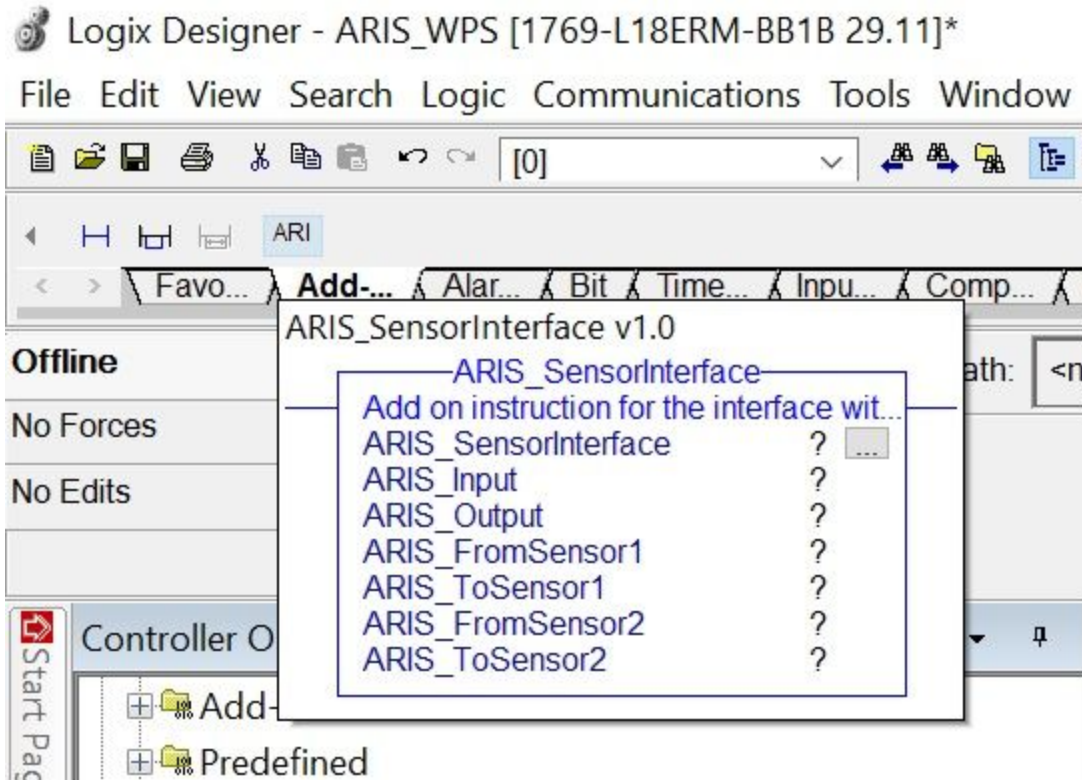 Logix Designer - ARIS_WPS [1769-L18ERM-BB1B 29.11]*
File Edit View Search Logic Communications Tools Window
[0]
ARI
Favo... Add-... Alar... Bit Time... Inpu... Comp...
ARIS_SensorInterface v1.0
Offline
ath: <n
ARIS_SensorInterface
Add on instruction for the interface wit...
No Forces
ARIS_SensorInterface ? ...
ARIS_Input ?
No Edits
ARIS_Output ?
ARIS_FromSensor1 ?
ARIS_ToSensor1 ?
ARIS_FromSensor2 ?
ARIS_ToSensor2 ?
Controller O
Start Pag
Add-
Predefined